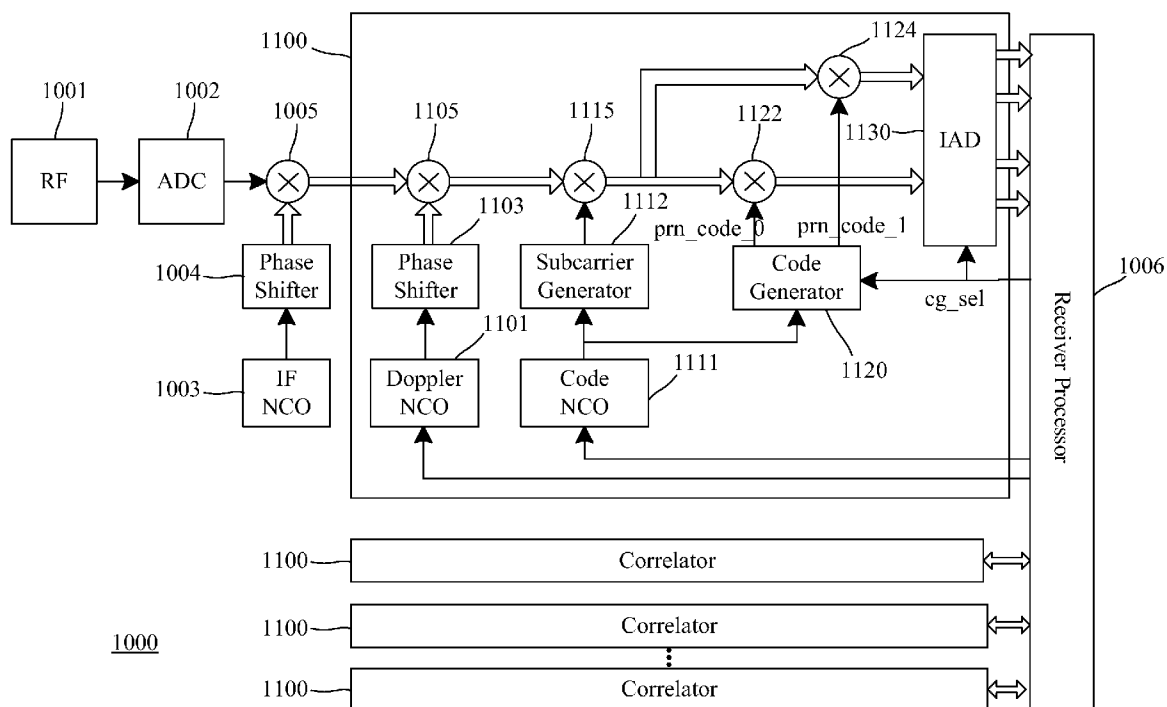 1100
1124
1001
1002
1005
1105
1115
1122
1130
RF
ADC
IAD
1103
1112
prn_code_0
prn_code_1
1004
Phase
Shifter
Phase
Shifter
Subcarrier
Generator
Code
Generator
cg_sel
1006
1101
1111
1120
1003
IF
NCO
Doppler
NCO
Code
NCO
Receiver Processor
1100
Correlator
1100
Correlator
1000
1100
Correlator